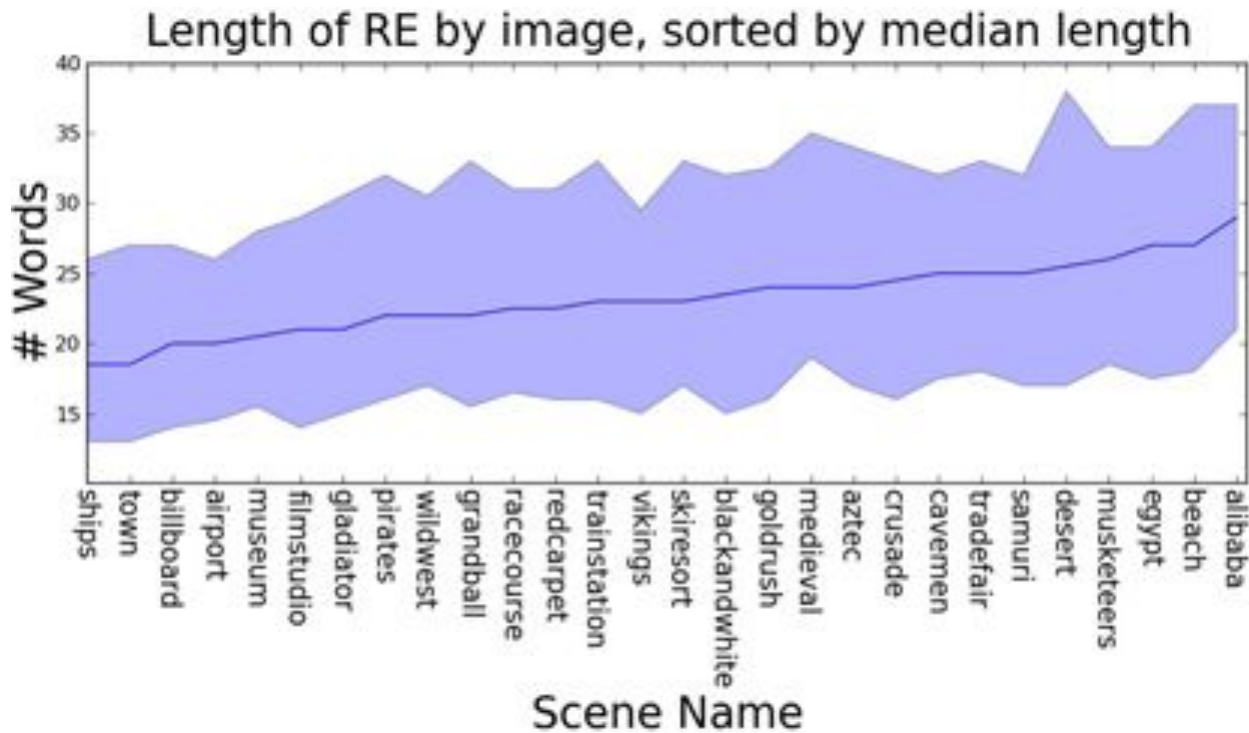 Length of RE by image, sorted by median length
# Words
40
35
30
25
20
15
ships
town
billboard
airport
museum
filmstudio
gladiator
pirates
wildwest
grandball
racecourse
redcarpet
trainstation
vikings
skiresort
blackandwhite
goldrush
medieval
aztec
crusade
cavemen
tradefair
samuri
desert
musketeers
egypt
beach
alibaba
Scene Name